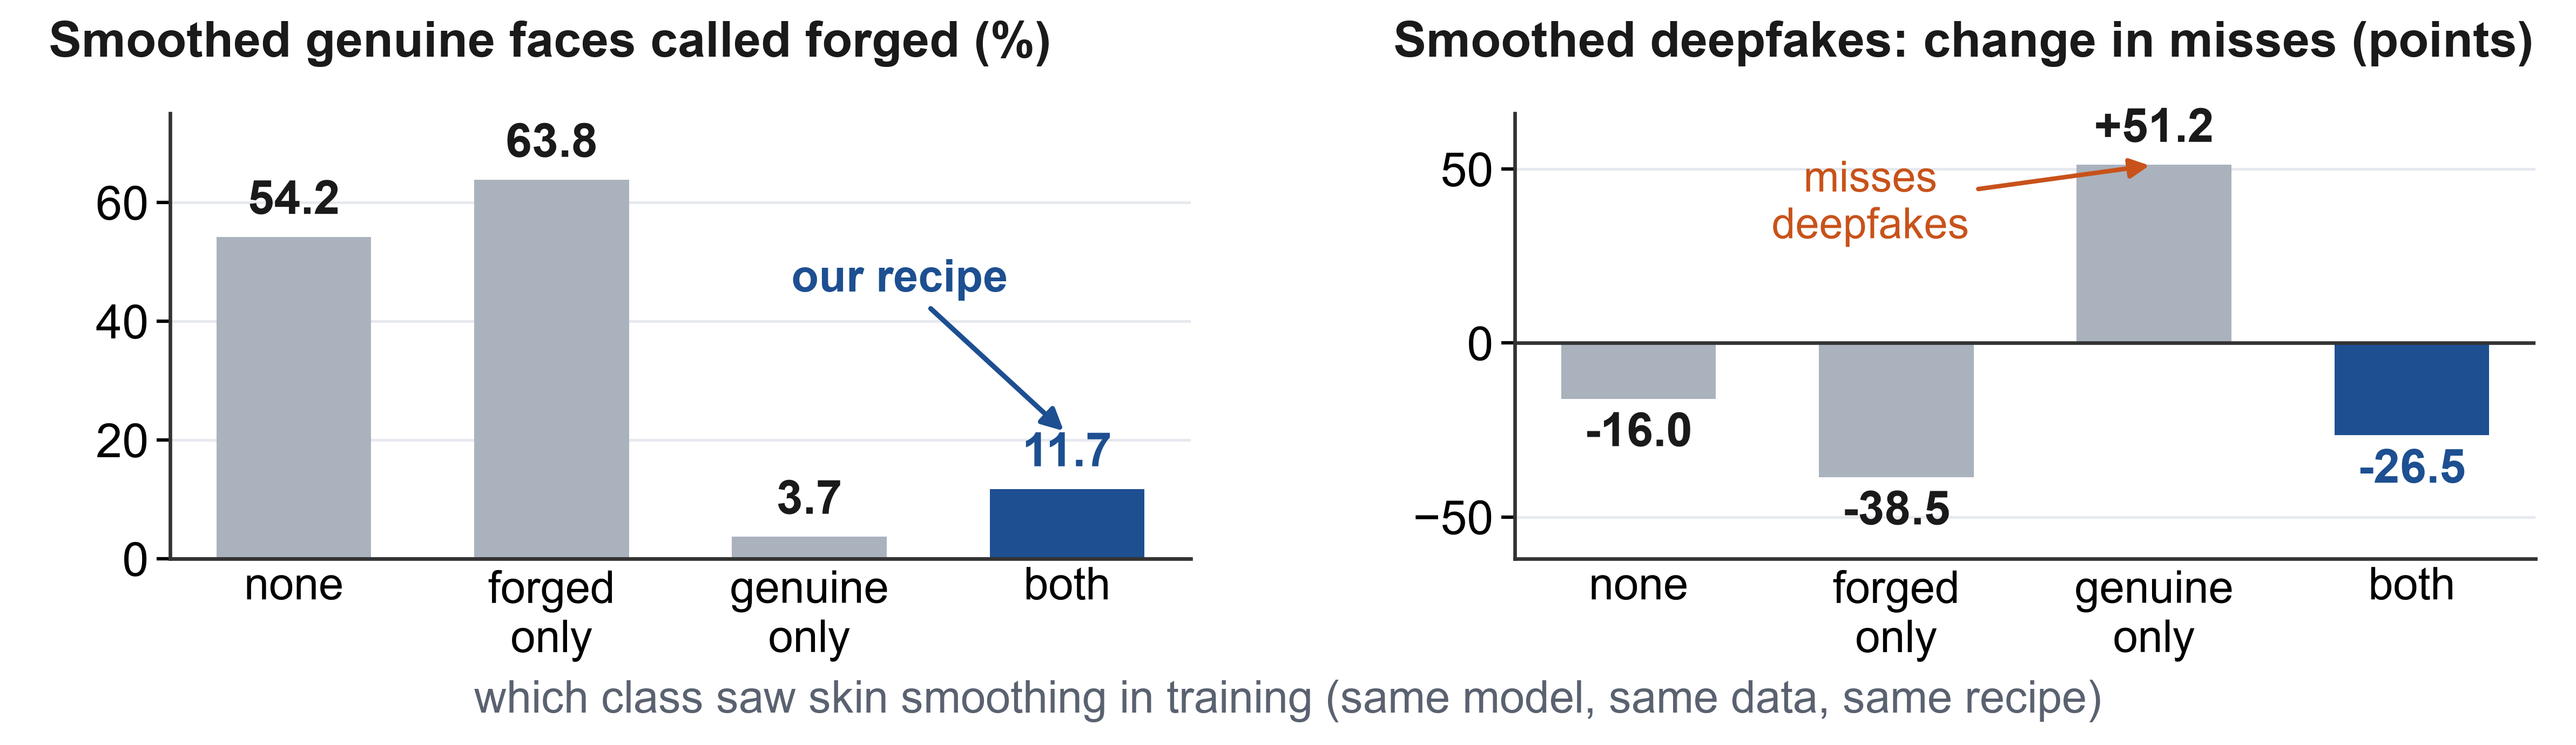 Smoothed genuine faces called forged (%)
60
40
20
0
54.2
63.8
3.7
11.7
our recipe
none
forged
only
genuine
only
both
Smoothed deepfakes: change in misses (points)
50
0
−50
-16.0
-38.5
+51.2
-26.5
misses
deepfakes
none
forged
only
genuine
only
both
which class saw skin smoothing in training (same model, same data, same recipe)